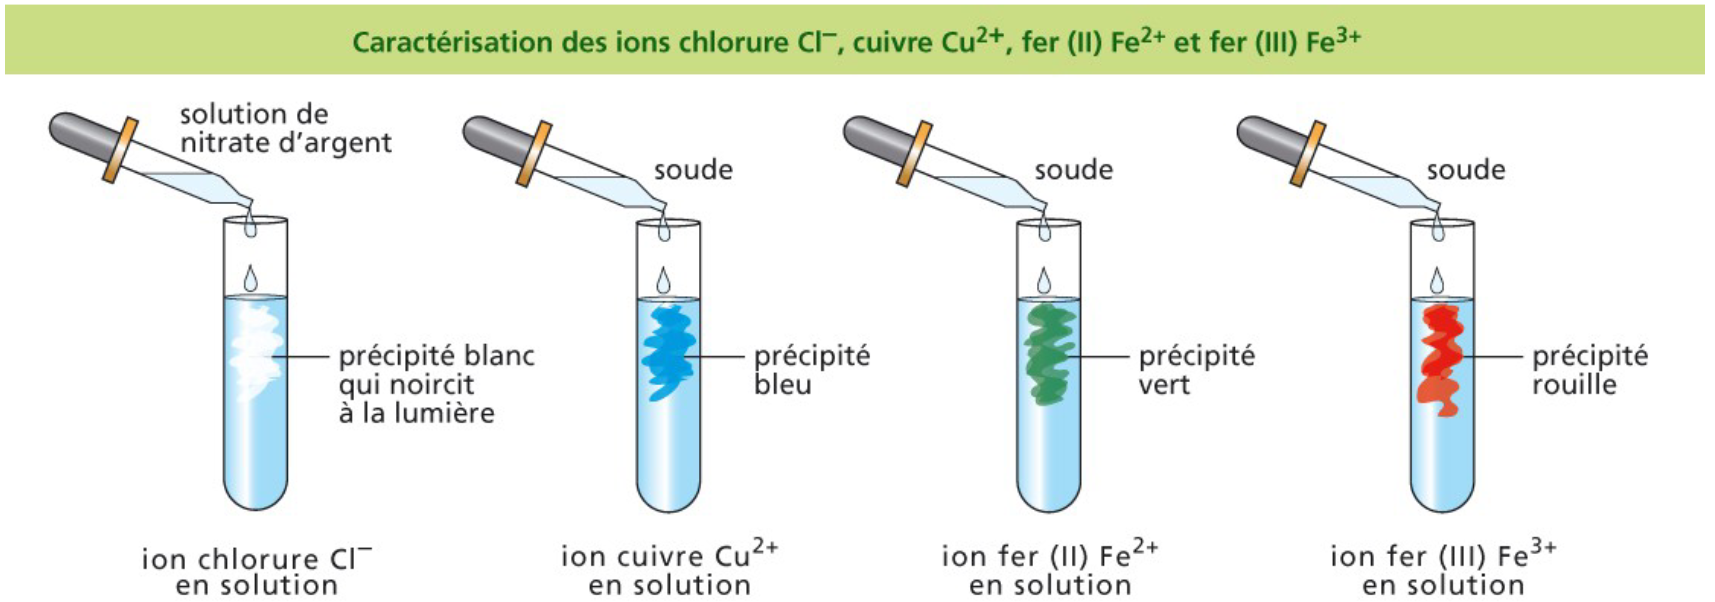 Caractérisation des ions chlorure Cl⁻, cuivre Cu²⁺, fer (II) Fe²⁺ et fer (III) Fe³⁺
solution de
nitrate d'argent
précipité blanc
qui noircit
à la lumière
ion chlorure Cl⁻
en solution
soude
précipité
bleu
ion cuivre Cu²⁺
en solution
soude
précipité
vert
ion fer (II) Fe²⁺
en solution
soude
précipité
rouille
ion fer (III) Fe³⁺
en solution